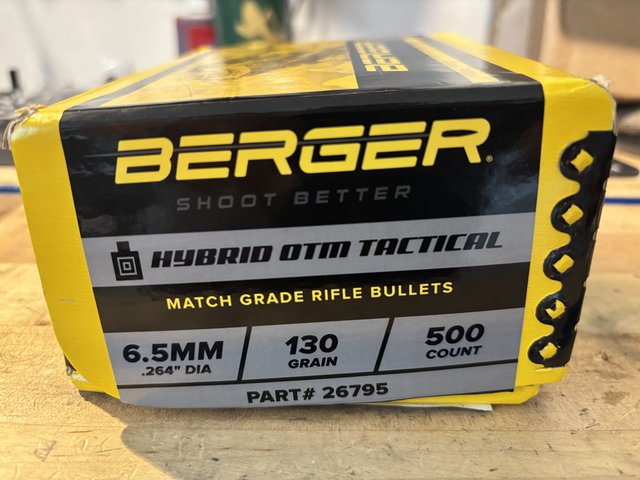 BERGER
BERGER®
SHOOT BETTER
HYBRID OTM TACTICAL
MATCH GRADE RIFLE BULLETS
6.5MM
.264" DIA
130
GRAIN
500
COUNT
PART# 26795